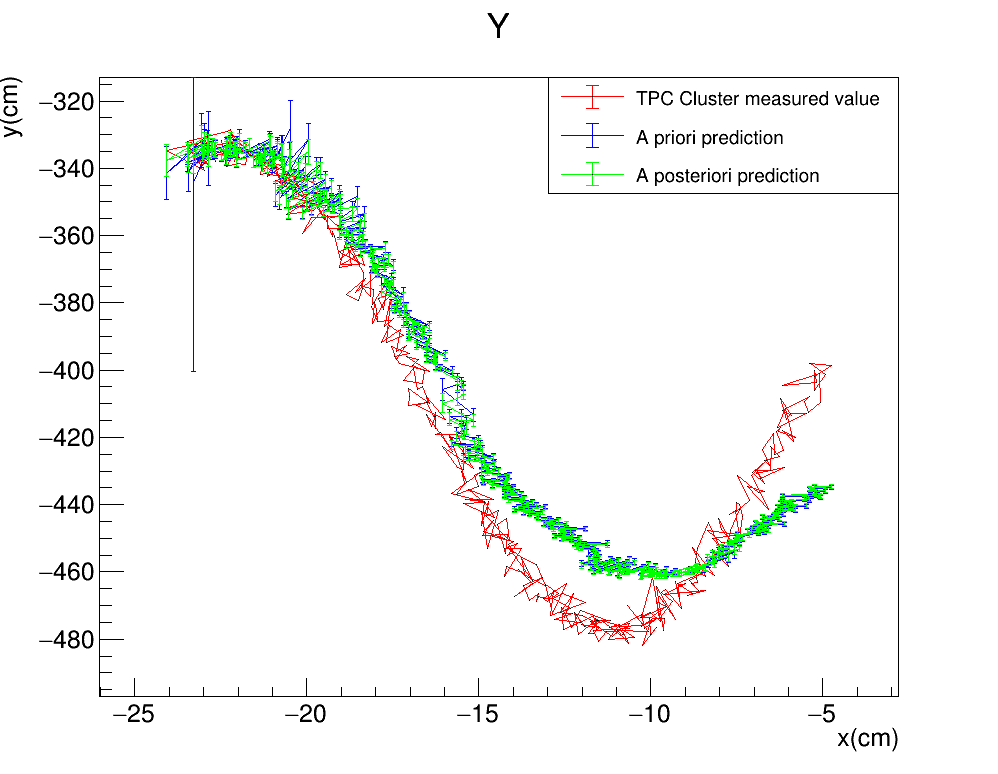 Y
y(cm)
TPC Cluster measured value
A priori prediction
A posteriori prediction
−320
−340
−360
−380
−400
−420
−440
−460
−480
−25
−20
−15
−10
−5
x(cm)